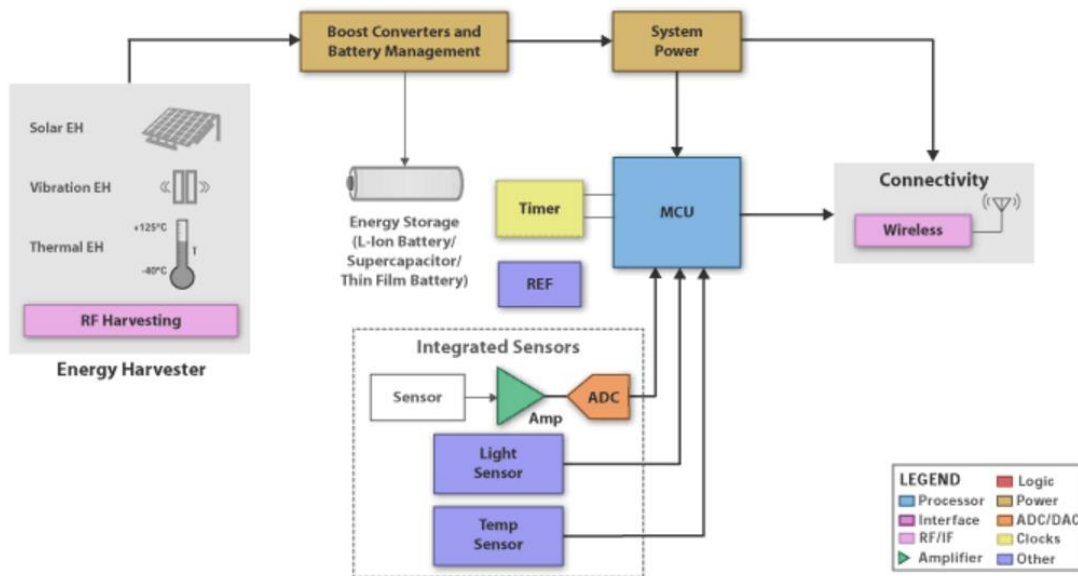 Boost Converters and
Battery Management
System
Power
Solar EH
Vibration EH
+125°C
Thermal EH
T
-40°C
RF Harvesting
Energy Harvester
Energy Storage
(L-Ion Battery/
Supercapacitor/
Thin Film Battery)
Timer
REF
MCU
Connectivity
Wireless
Integrated Sensors
Sensor
Amp
ADC
Light
Sensor
Temp
Sensor
LEGEND
Processor
Interface
RF/IF
Amplifier
Logic
Power
ADC/DAC
Clocks
Other